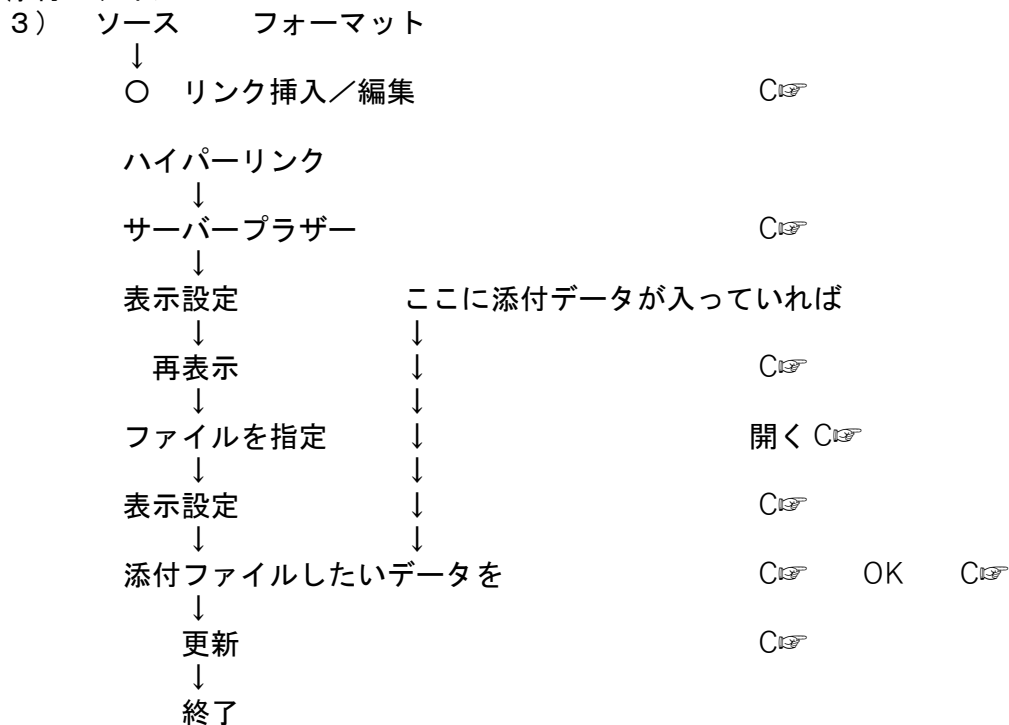 ３）　ソース　　フォーマット
↓
○　リンク挿入／編集　C☞
ハイパーリンク
↓
サーバープラザー　C☞
↓
表示設定　ここに添付データが入っていれば
↓　↓
再表示　↓　C☞
↓　↓
ファイルを指定　↓　開くC☞
↓　↓
表示設定　↓　C☞
↓　↓
添付ファイルしたいデータを　C☞　OK　C☞
↓
更新　C☞
↓
終了